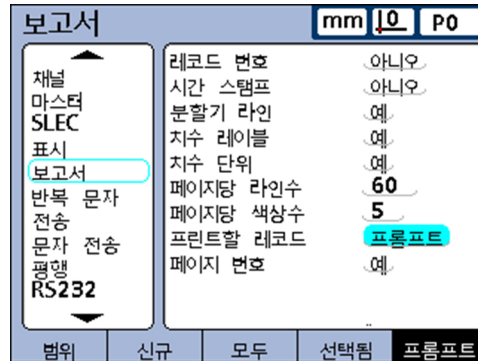 보고서 mm 0 P0
채널
마스터
SLEC
표시
보고서
반복 문자
전송
문자 전송
평행
RS232
레코드 번호 아니오
시간 스탬프 아니오
분할기 라인 예
치수 레이블 예
치수 단위 예
페이지당 라인수 60
페이지당 색상수 5
프린트할 레코드 프롬프트
페이지 번호 예
범위 신규 모두 선택됨 프롬프트